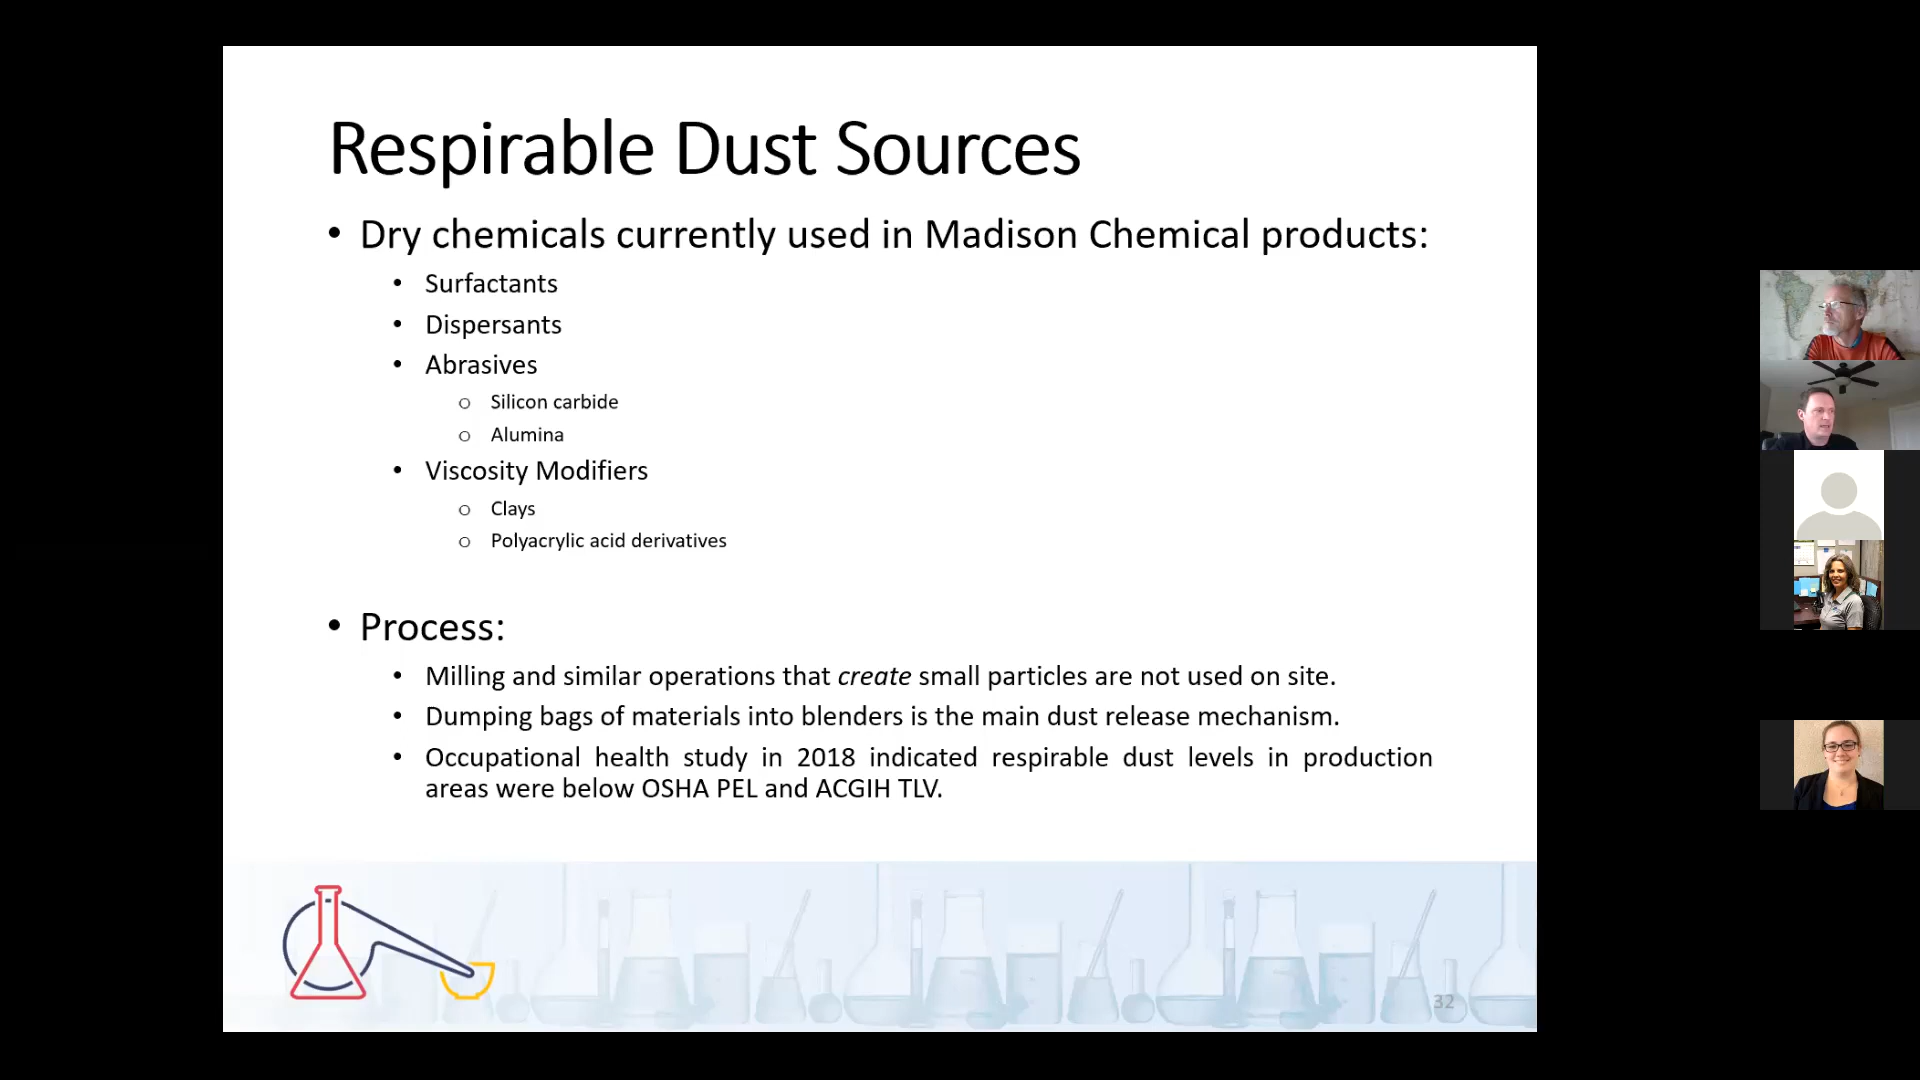 Respirable Dust Sources
• Dry chemicals currently used in Madison Chemical products:
• Surfactants
• Dispersants
• Abrasives
o Silicon carbide
o Alumina
• Viscosity Modifiers
o Clays
o Polyacrylic acid derivatives
• Process:
• Milling and similar operations that create small particles are not used on site.
• Dumping bags of materials into blenders is the main dust release mechanism.
• Occupational health study in 2018 indicated respirable dust levels in production
areas were below OSHA PEL and ACGIH TLV.
32